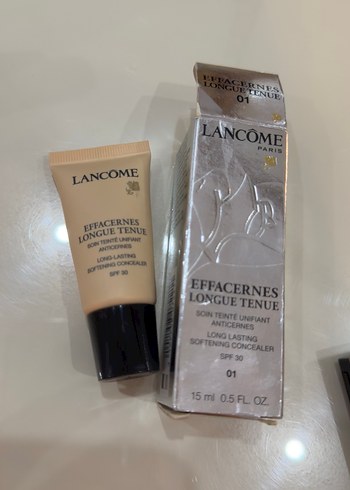 LANCÔME
EFFACERNES
LONGUE TENUE
SOIN TEINTÉ UNIFIANT
ANTICERNES
LONG-LASTING
SOFTENING CONCEALER
SPF 30
EFFACERNES
LONGUE TENUE
01
LANCÔME
PARIS
EFFACERNES
LONGUE TENUE
SOIN TEINTÉ UNIFIANT
ANTICERNES
LONG LASTING
SOFTENING CONCEALER
SPF 30
01
15 ml 0.5 FL. OZ.